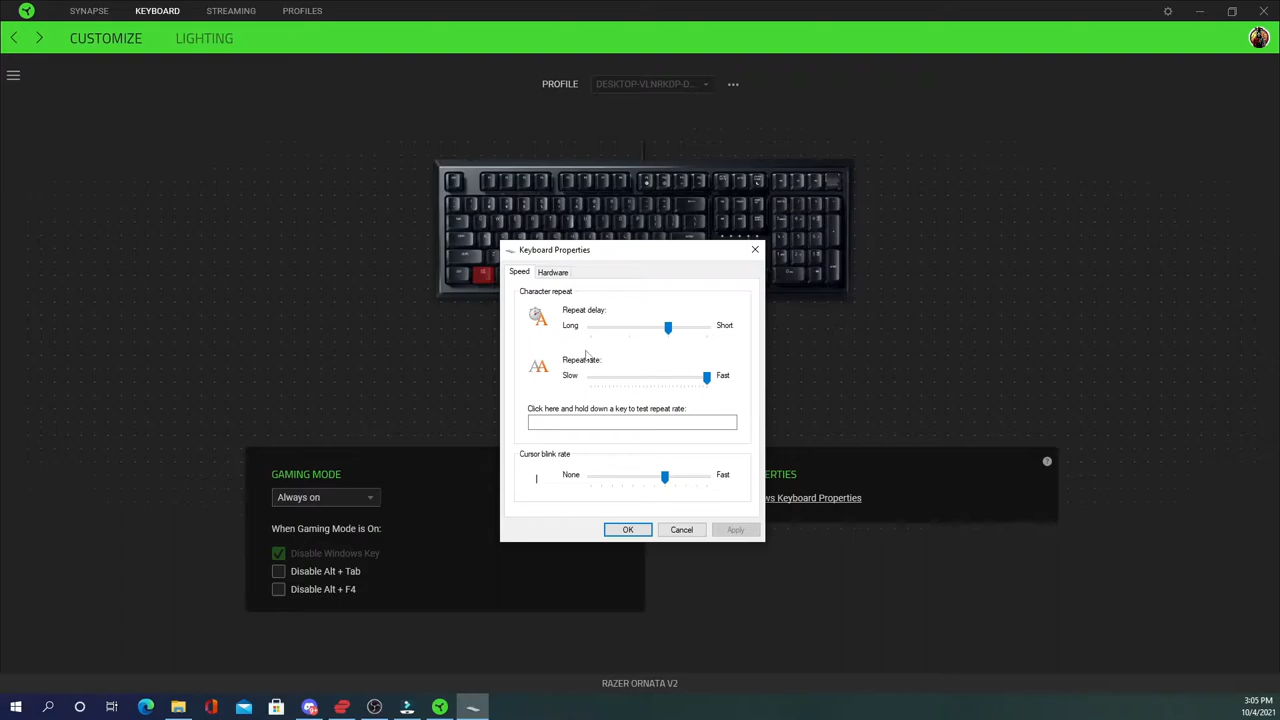 SYNAPSE KEYBOARD STREAMING PROFILES
CUSTOMIZE LIGHTING
PROFILE DESKTOP-VLNRKDP-D...
Keyboard Properties
Speed Hardware
Character repeat
Repeat delay:
Long Short
Repeat rate:
Slow Fast
Click here and hold down a key to test repeat rate:
Cursor blink rate
None Fast
OK Cancel Apply
GAMING MODE
Always on
When Gaming Mode is On:
Disable Windows Key
Disable Alt + Tab
Disable Alt + F4
ERTIES
ws Keyboard Properties
RAZER ORNATA V2
3:05 PM
10/4/2021